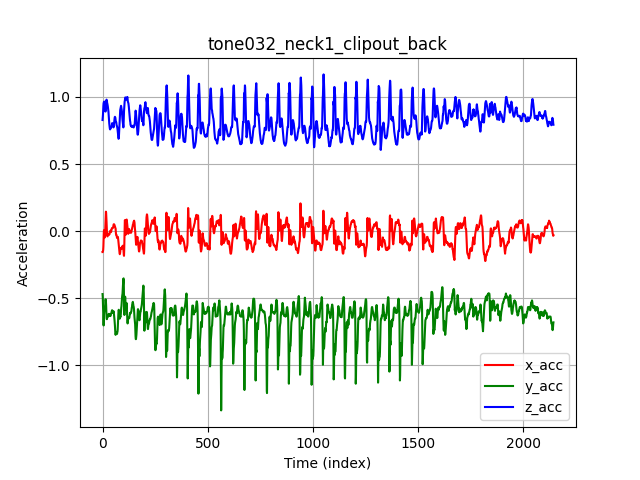 tone032_neck1_clipout_back
Acceleration
1.0
0.5
0.0
−0.5
−1.0
x_acc
y_acc
z_acc
0 500 1000 1500 2000
Time (index)